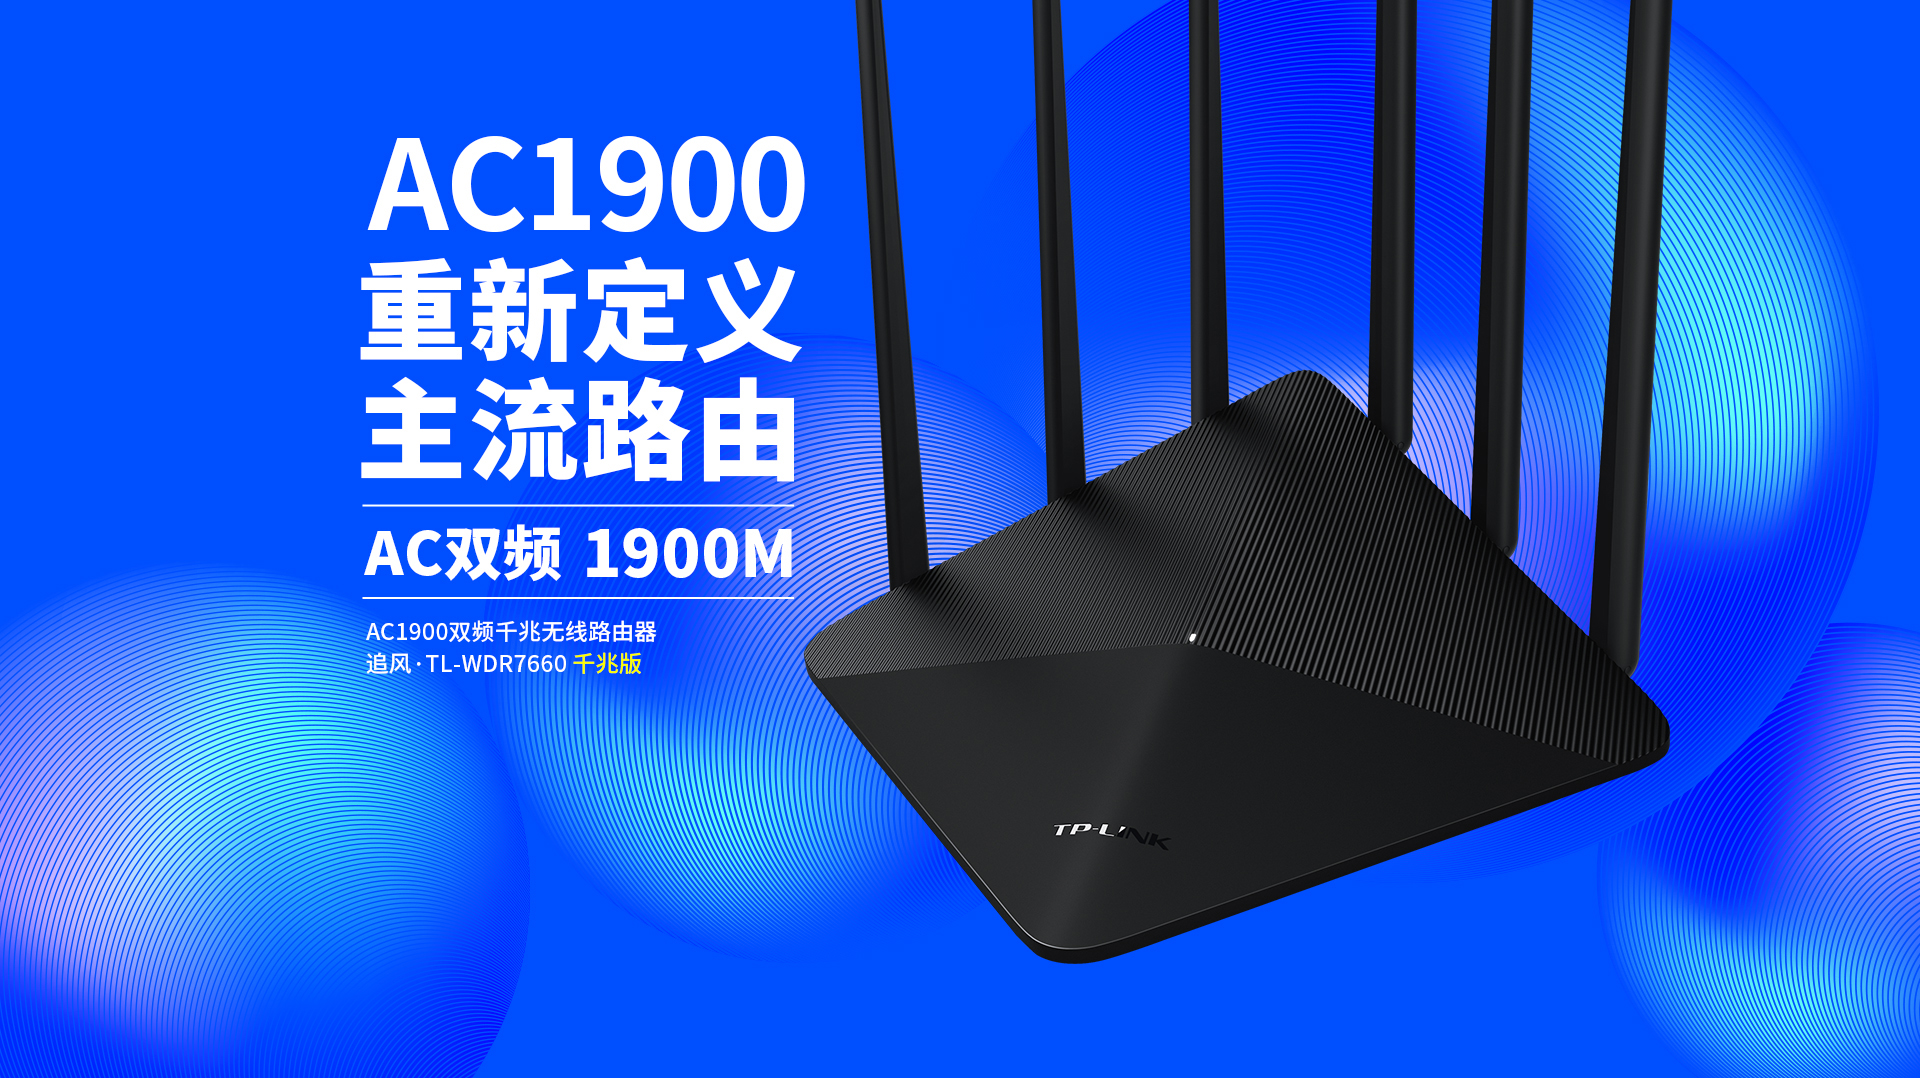 AC1900
重新定义
主流路由
AC双频 1900M
AC1900双频千兆无线路由器
追风·TL-WDR7660 千兆版
TP-LINK